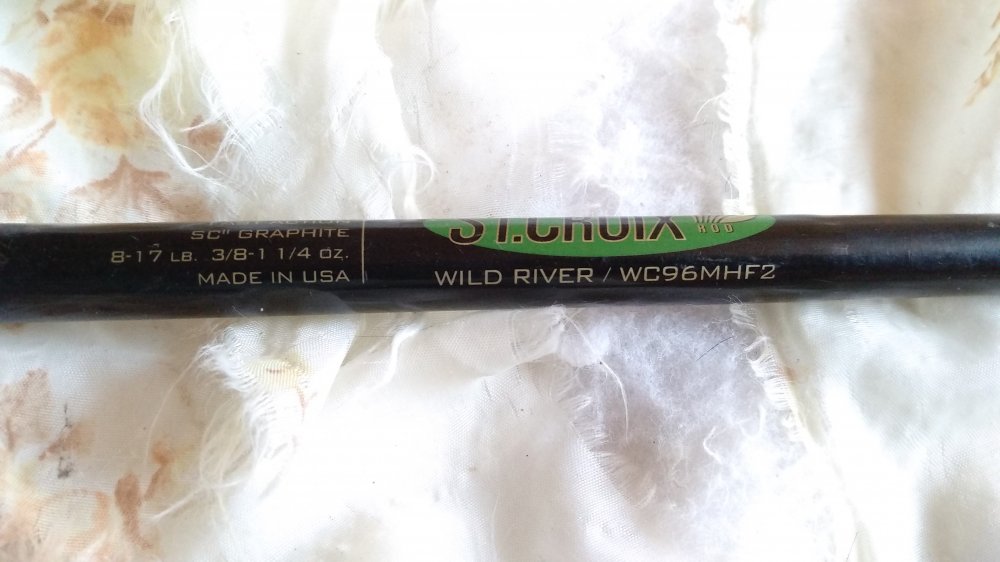 SC" GRAPHITE
8-17 LB. 3/8-1 1/4 OZ.
MADE IN USA
ST.CROIX
ROD
WILD RIVER / WC96MHF2